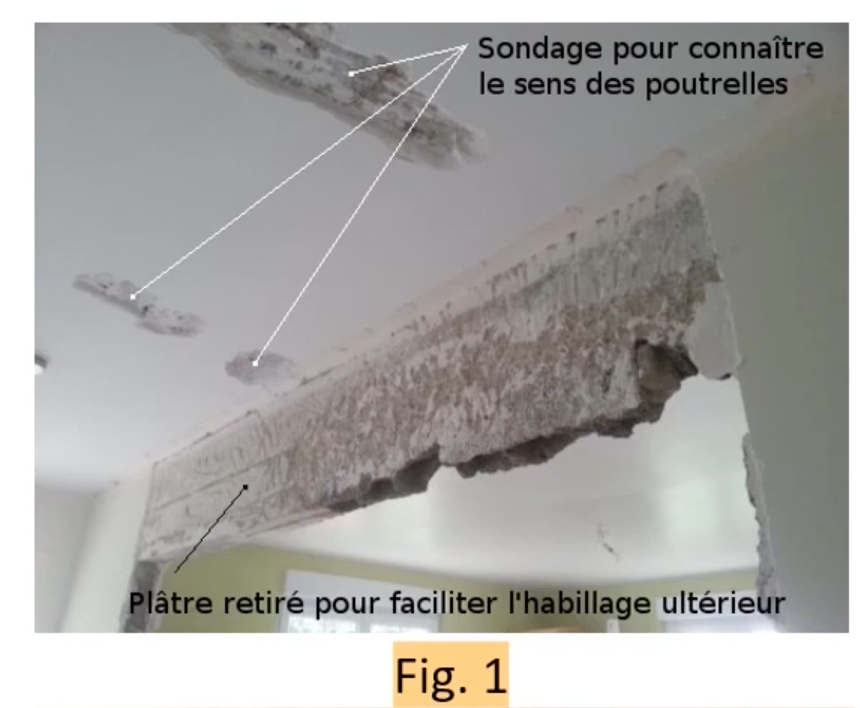 Sondage pour connaître
le sens des poutrelles
Plâtre retiré pour faciliter l'habillage ultérieur
Fig. 1